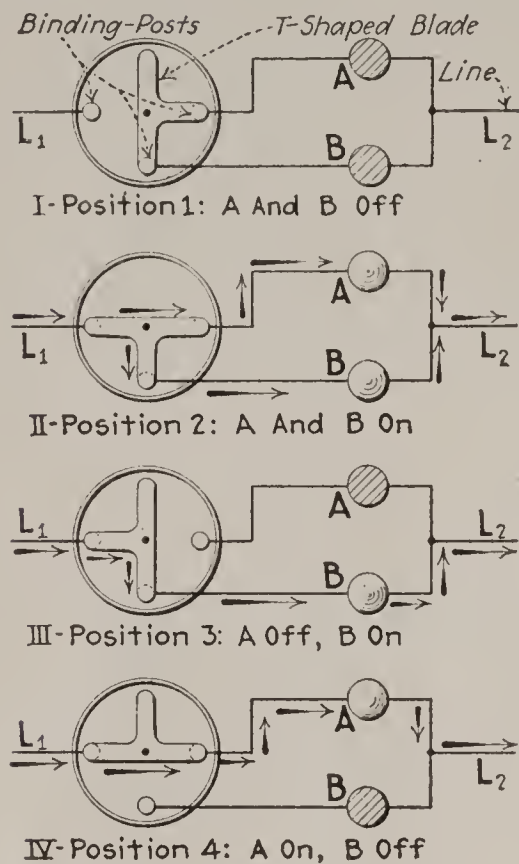 Binding-Posts T-Shaped Blade
A
Line
L1
B
L2
I-Position 1: A And B Off
A
L1
B
L2
II-Position 2: A And B On
L1
A
L2
B
III-Position 3: A Off, B On
L1
A
B
L2
IV-Position 4: A On, B Off